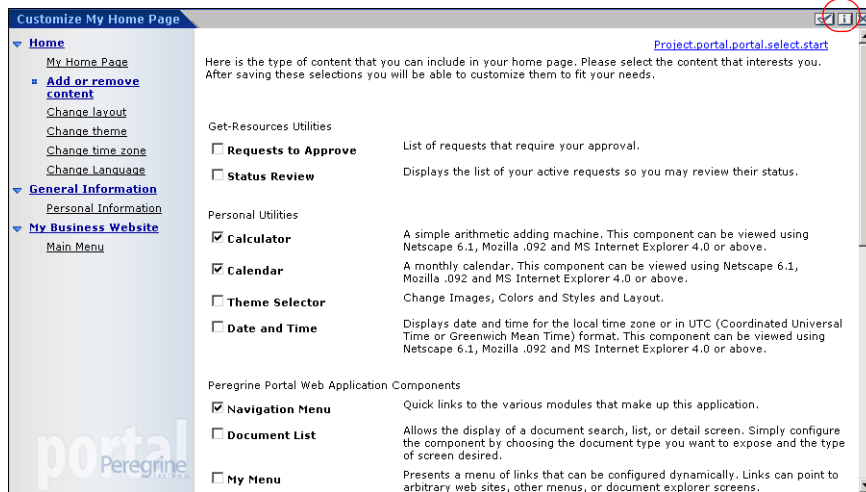 Customize My Home Page
Home
My Home Page
Add or remove
content
Change layout
Change theme
Change time zone
Change Language
General Information
Personal Information
My Business Website
Main Menu
portal
Peregrine
SYSTEMS
Project.portal.portal.select.start
Here is the type of content that you can include in your home page. Please select the content that interests you.
After saving these selections you will be able to customize them to fit your needs.
Get-Resources Utilities
Requests to Approve
List of requests that require your approval.
Status Review
Displays the list of your active requests so you may review their status.
Personal Utilities
Calculator
A simple arithmetic adding machine. This component can be viewed using
Netscape 6.1, Mozilla .092 and MS Internet Explorer 4.0 or above.
Calendar
A monthly calendar. This component can be viewed using Netscape 6.1,
Mozilla .092 and MS Internet Explorer 4.0 or above.
Theme Selector
Change Images, Colors and Styles and Layout.
Date and Time
Displays date and time for the local time zone or in UTC (Coordinated Universal
Time or Greenwich Mean Time) format. This component can be viewed using
Netscape 6.1, Mozilla .092 and MS Internet Explorer 4.0 or above.
Peregrine Portal Web Application Components
Navigation Menu
Quick links to the various modules that make up this application.
Document List
Allows the display of a document search, list, or detail screen. Simply configure
the component by choosing the document type you want to expose and the type
of screen desired.
My Menu
Presents a menu of links that can be configured dynamically. Links can point to
arbitrary web sites, other menus, or document explorer screens.